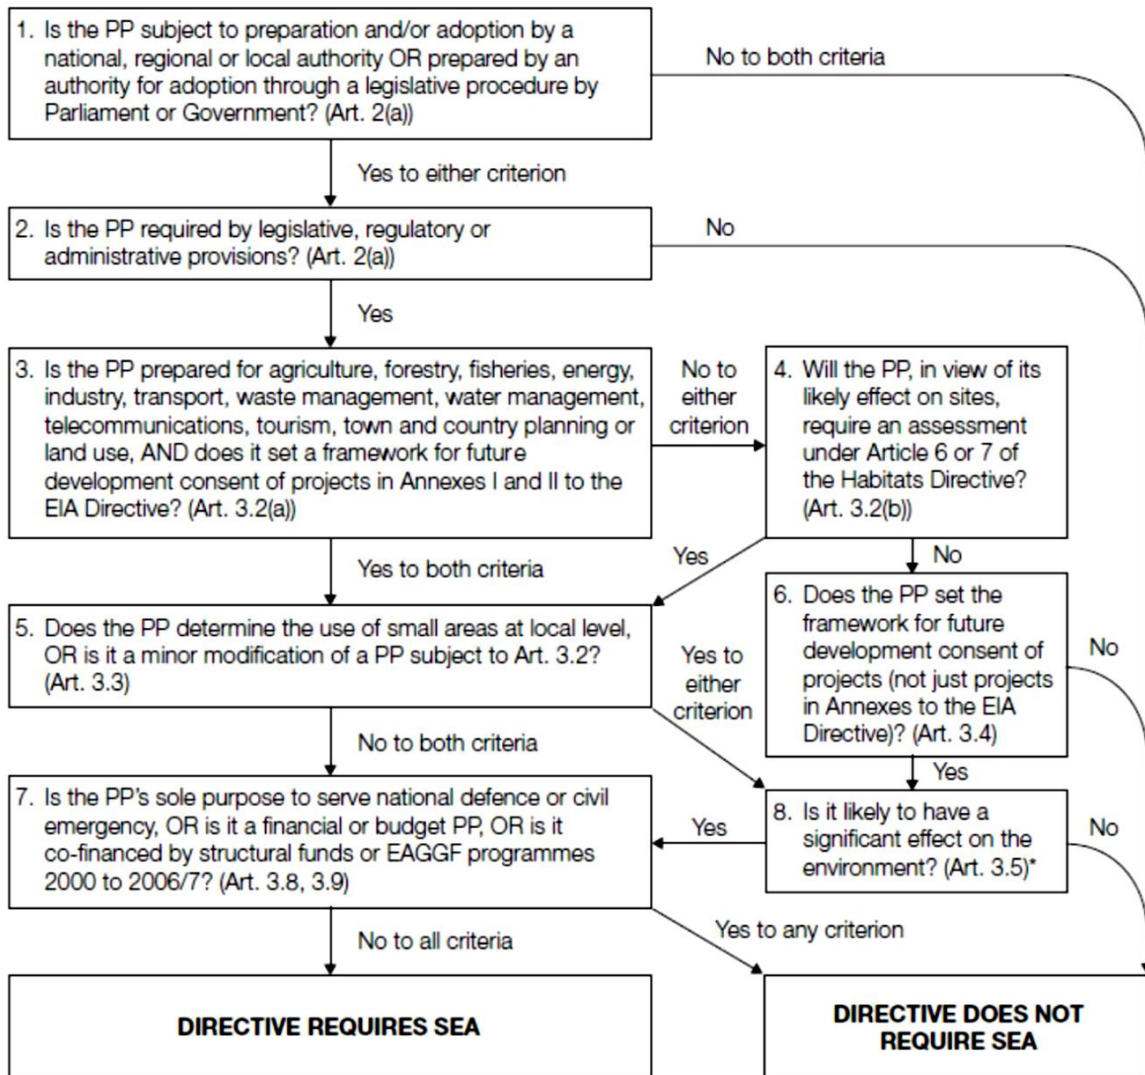 1. Is the PP subject to preparation and/or adoption by a
national, regional or local authority OR prepared by an
authority for adoption through a legislative procedure by
Parliament or Government? (Art. 2(a))
No to both criteria
Yes to either criterion
2. Is the PP required by legislative, regulatory or
administrative provisions? (Art. 2(a))
No
Yes
3. Is the PP prepared for agriculture, forestry, fisheries, energy,
industry, transport, waste management, water management,
telecommunications, tourism, town and country planning or
land use, AND does it set a framework for future
development consent of projects in Annexes I and II to the
EIA Directive? (Art. 3.2(a))
No to
either
criterion
4. Will the PP, in view of its
likely effect on sites,
require an assessment
under Article 6 or 7 of
the Habitats Directive?
(Art. 3.2(b))
Yes to both criteria
Yes
No
5. Does the PP determine the use of small areas at local level,
OR is it a minor modification of a PP subject to Art. 3.2?
(Art. 3.3)
Yes to
either
criterion
6. Does the PP set the
framework for future
development consent of
projects (not just projects
in Annexes to the EIA
Directive)? (Art. 3.4)
No
No to both criteria
Yes
7. Is the PP's sole purpose to serve national defence or civil
emergency, OR is it a financial or budget PP, OR is it
co-financed by structural funds or EAGGF programmes
2000 to 2006/7? (Art. 3.8, 3.9)
Yes
8. Is it likely to have a
significant effect on the
environment? (Art. 3.5)*
No
No to all criteria
Yes to any criterion
DIRECTIVE REQUIRES SEA
DIRECTIVE DOES NOT
REQUIRE SEA